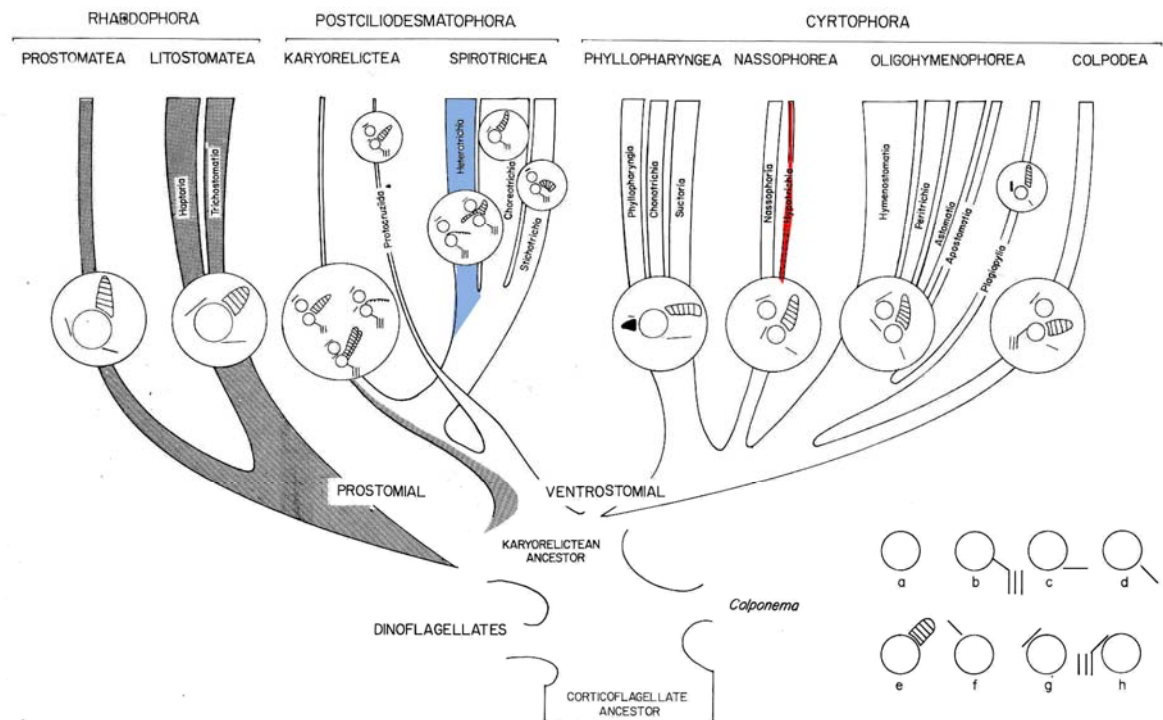 RHABDOPHORA POSTCILIODESMATOPHORA CYRTOPHORA
PROSTOMATEA LITOSTOMATEA KARYORELICTEA SPIROTRICHEA PHYLLOPHARYNGEA NASSOPHOREA OLIGOHYMENOPHOREA COLPODEA
Haptoria
Trichostomatia
Protocruziida
Heterotrichia
Choreotrichia
Stichotrichia
Phyllopharyngia
Chonotrichia
Suctoria
Nassophoria
Hypotrichia
Hymenostomatia
Peritrichia
Astomatia
Apostomatia
Plagiopylia
PROSTOMIAL VENTROSTOMIAL
KARYORELICTEAN
ANCESTOR
DINOFLAGELLATES
Colponema
CORTICOFLAGELLATE
ANCESTOR
a b c d
e f g h